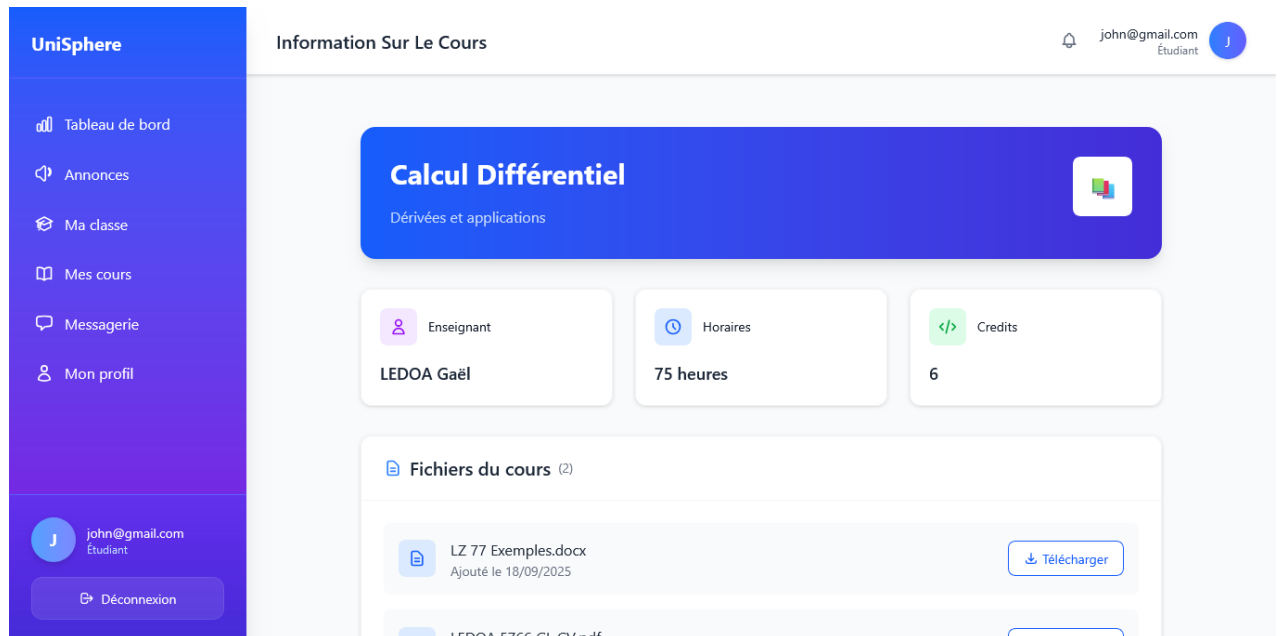 UniSphere
Information Sur Le Cours
john@gmail.com
Étudiant
J
Tableau de bord
Annonces
Ma classe
Mes cours
Messagerie
Mon profil
J
john@gmail.com
Étudiant
Déconnexion
Calcul Différentiel
Dérivées et applications
Enseignant
LEDOA Gaël
Horaires
75 heures
</> Credits
6
Fichiers du cours (2)
LZ 77 Exemples.docx
Ajouté le 18/09/2025
Télécharger